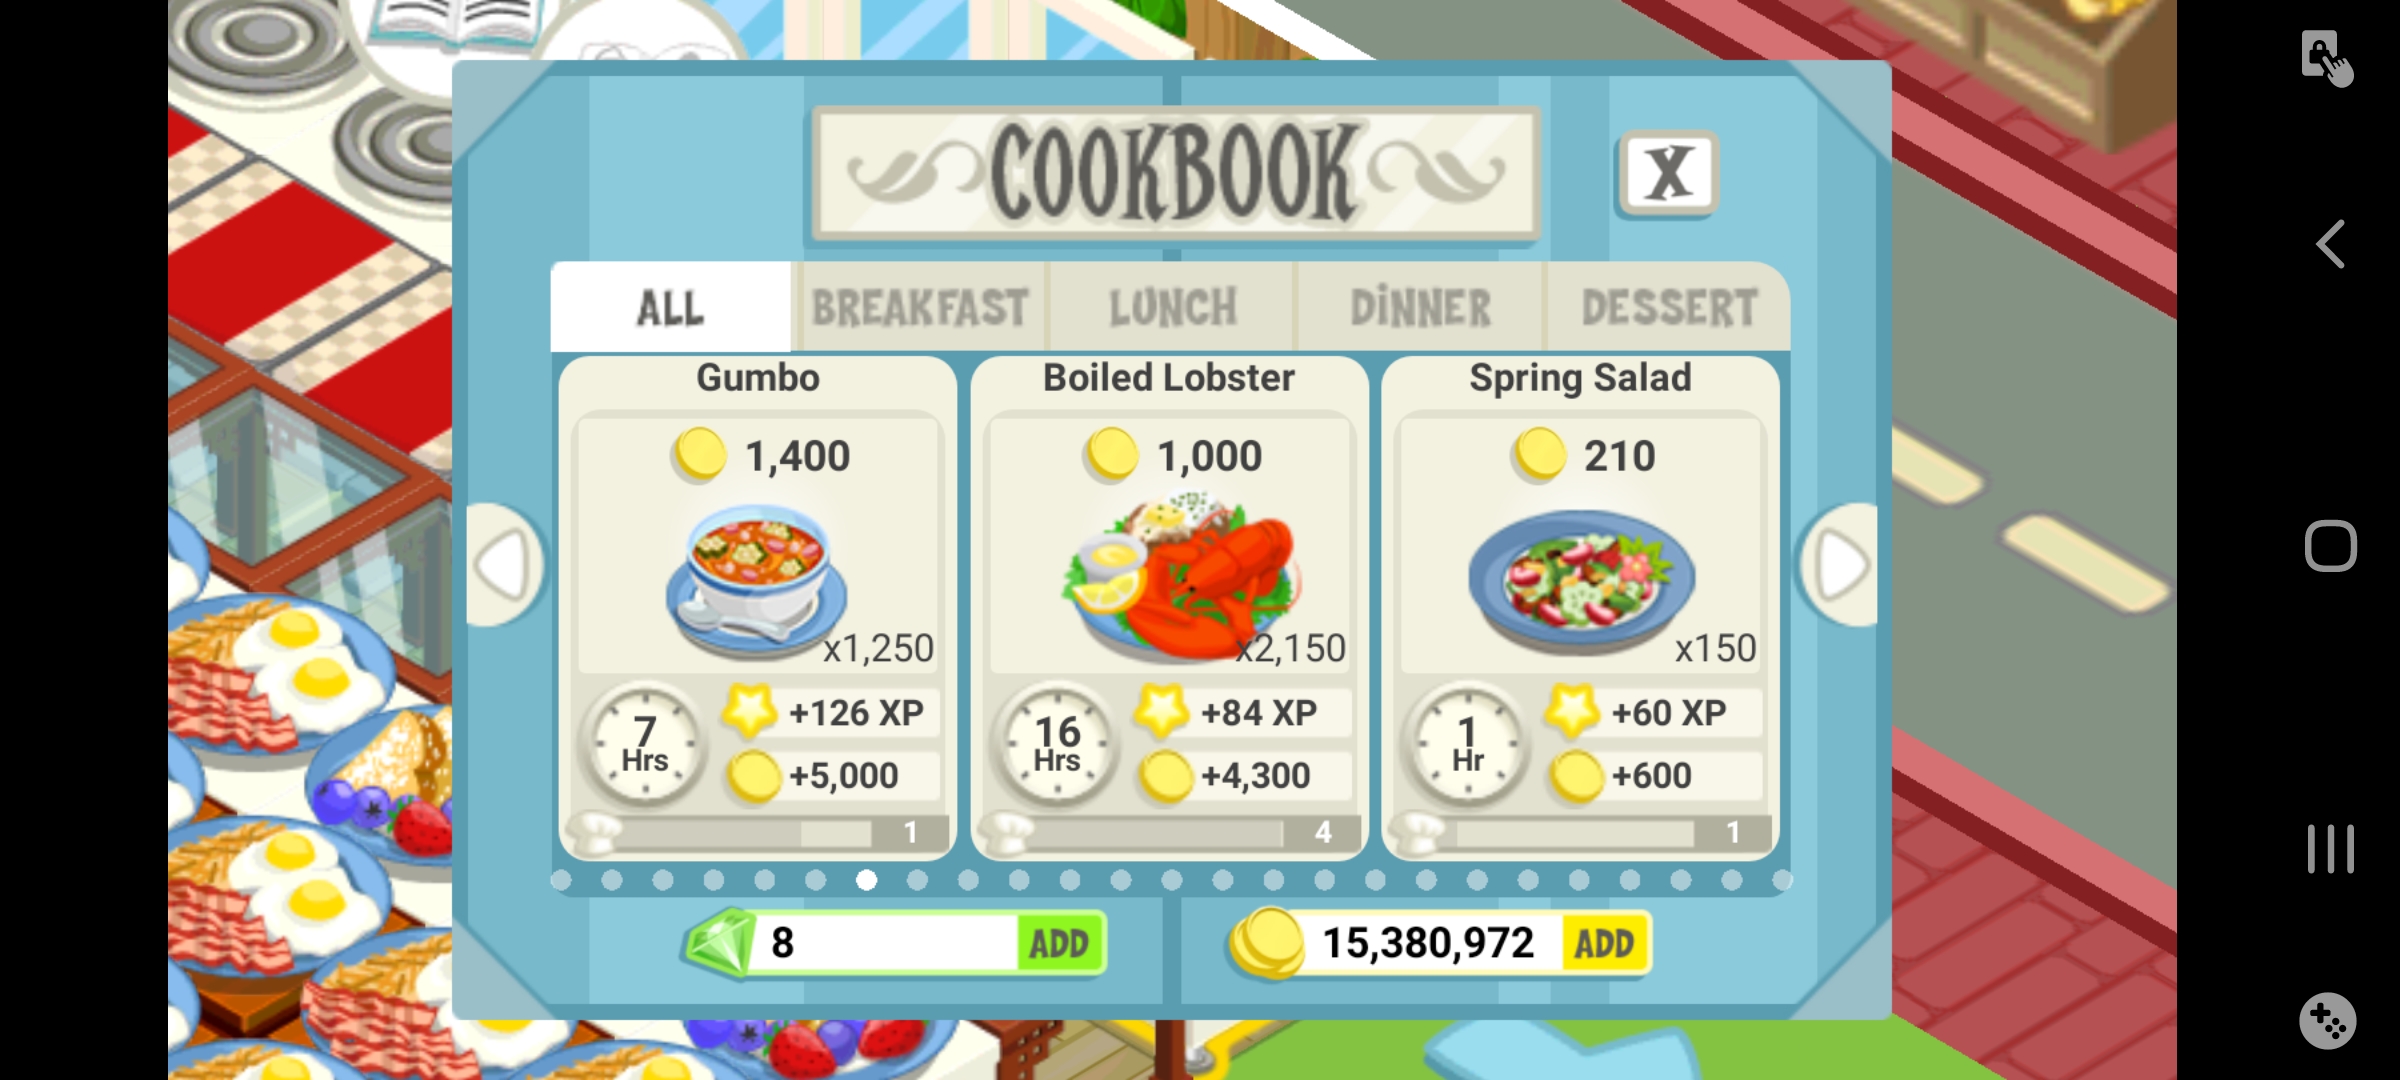 COOKBOOK
X
ALL
BREAKFAST
LUNCH
DINNER
DESSERT
Gumbo
1,400
x1,250
7
Hrs
+126 XP
+5,000
1
Boiled Lobster
1,000
x2,150
16
Hrs
+84 XP
+4,300
4
Spring Salad
210
x150
1
Hr
+60 XP
+600
1
8
ADD
15,380,972
ADD